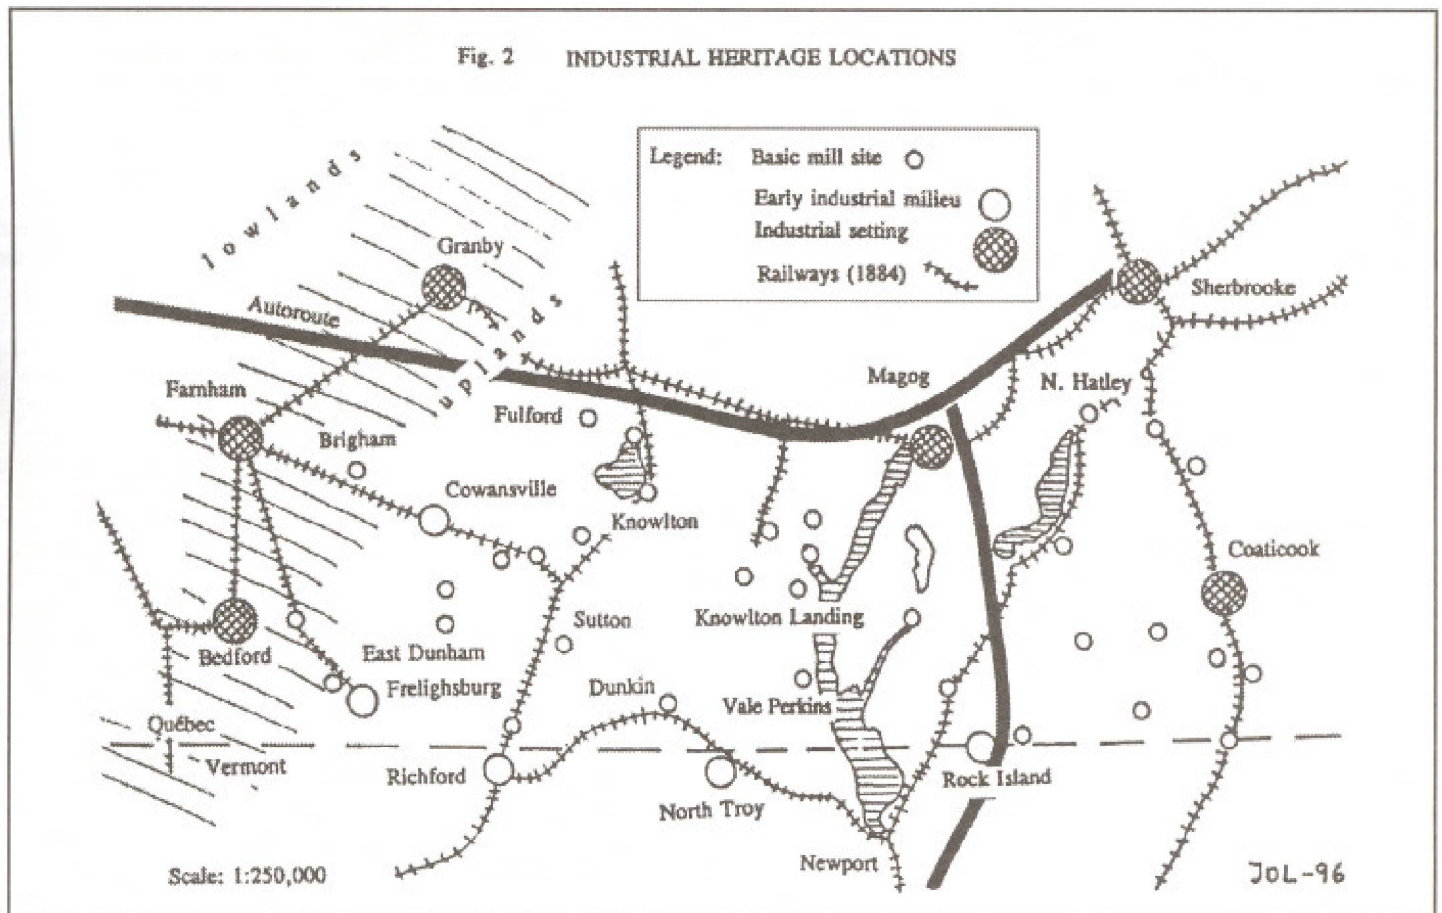 Fig. 2 INDUSTRIAL HERITAGE LOCATIONS
Legend: Basic mill site
Early industrial milieu
Industrial setting
Railways (1884)
lowlands
Granby
Autoroute
uplands
Sherbrooke
Magog
N. Hatley
Farnham
Fulford
Brigham
Cowansville
Knowlton
Coaticook
Knowlton Landing
Sutton
Bedford
East Dunham
Frelighsburg
Dunkin
Vale Perkins
Québec
Vermont
Richford
North Troy
Rock Island
Newport
Scale: 1:250,000
JOL-96